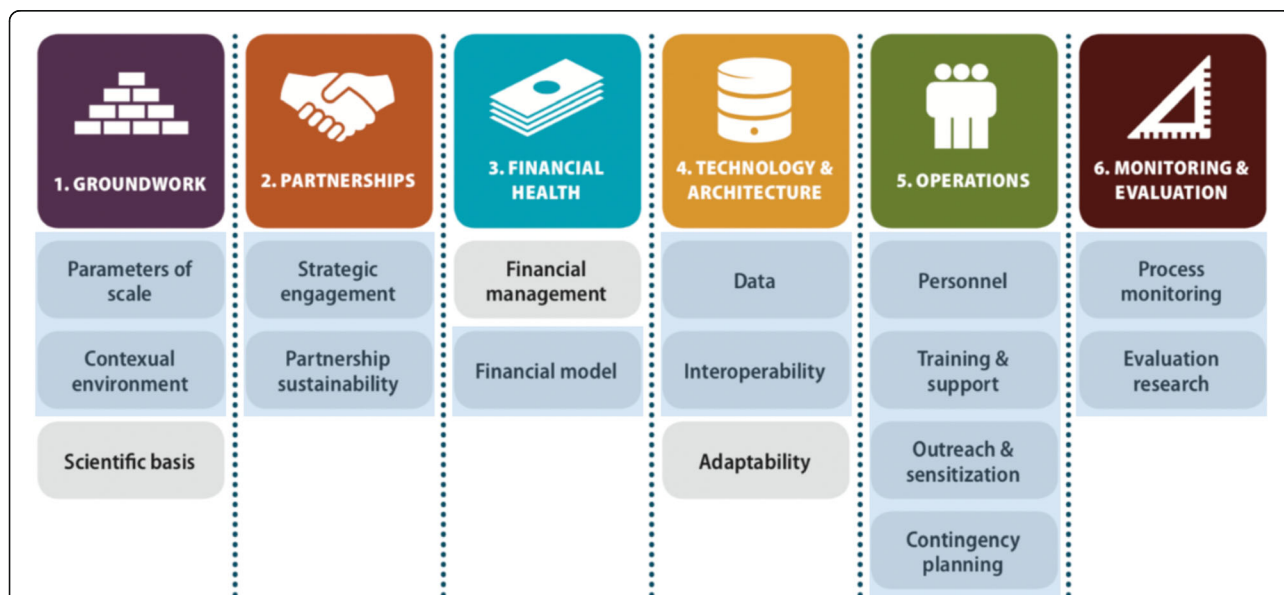 1. GROUNDWORK
2. PARTNERSHIPS
3. FINANCIAL
HEALTH
4. TECHNOLOGY &
ARCHITECTURE
5. OPERATIONS
6. MONITORING &
EVALUATION
Parameters of
scale
Strategic
engagement
Financial
management
Data
Personnel
Process
monitoring
Contexual
environment
Partnership
sustainability
Financial model
Interoperability
Training &
support
Evaluation
research
Scientific basis
Adaptability
Outreach &
sensitization
Contingency
planning